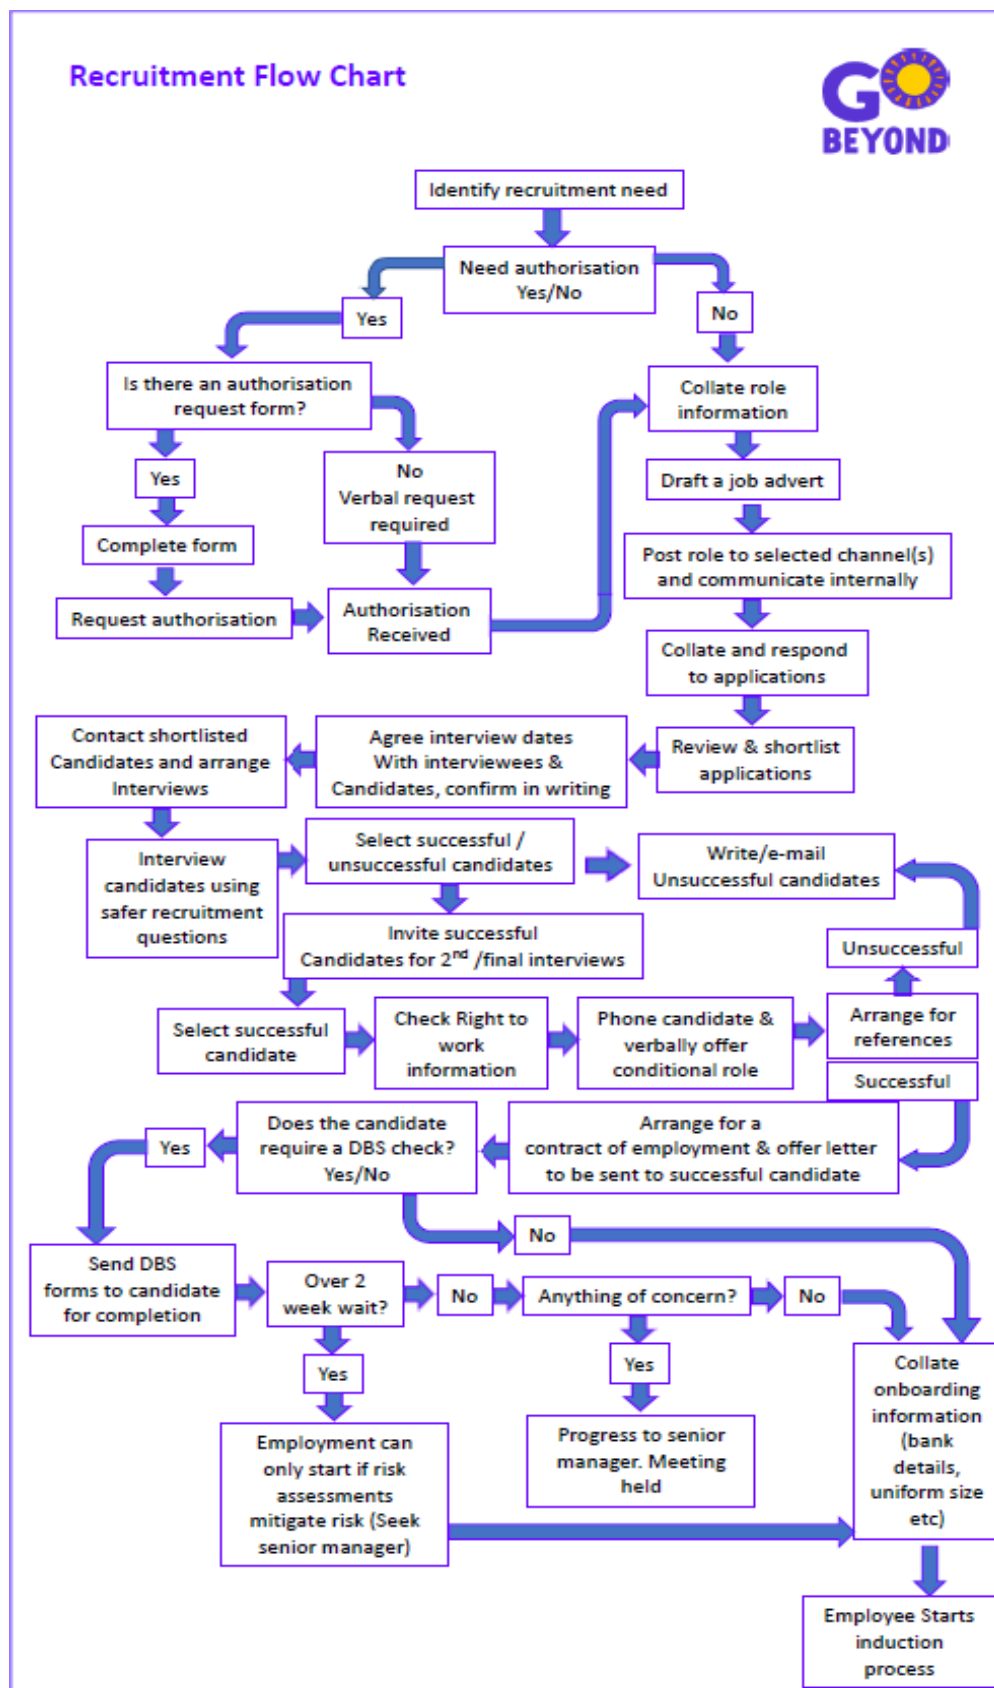 Recruitment Flow Chart
GO
BEYOND
Identify recruitment need
Need authorisation
Yes/No
Yes
No
Is there an authorisation
request form?
Collate role
information
Yes
No
Verbal request
required
Draft a job advert
Complete form
Post role to selected channel(s)
and communicate internally
Request authorisation
Authorisation
Received
Collate and respond
to applications
Contact shortlisted
Candidates and arrange
Interviews
Agree interview dates
With interviewees &
Candidates, confirm in writing
Review & shortlist
applications
Interview
candidates using
safer recruitment
questions
Select successful /
unsuccessful candidates
Write/e-mail
Unsuccessful candidates
Invite successful
Candidates for 2nd /final interviews
Unsuccessful
Select successful
candidate
Check Right to
work
information
Phone candidate &
verbally offer
conditional role
Arrange for
references
Successful
Yes
Does the candidate
require a DBS check?
Yes/No
Arrange for a
contract of employment & offer letter
to be sent to successful candidate
No
Send DBS
forms to candidate
for completion
Over 2
week wait?
No
Anything of concern?
No
Yes
Yes
Collate
onboarding
information
(bank
details,
uniform size
etc)
Employment can
only start if risk
assessments
mitigate risk (Seek
senior manager)
Progress to senior
manager. Meeting
held
Employee Starts
induction
process